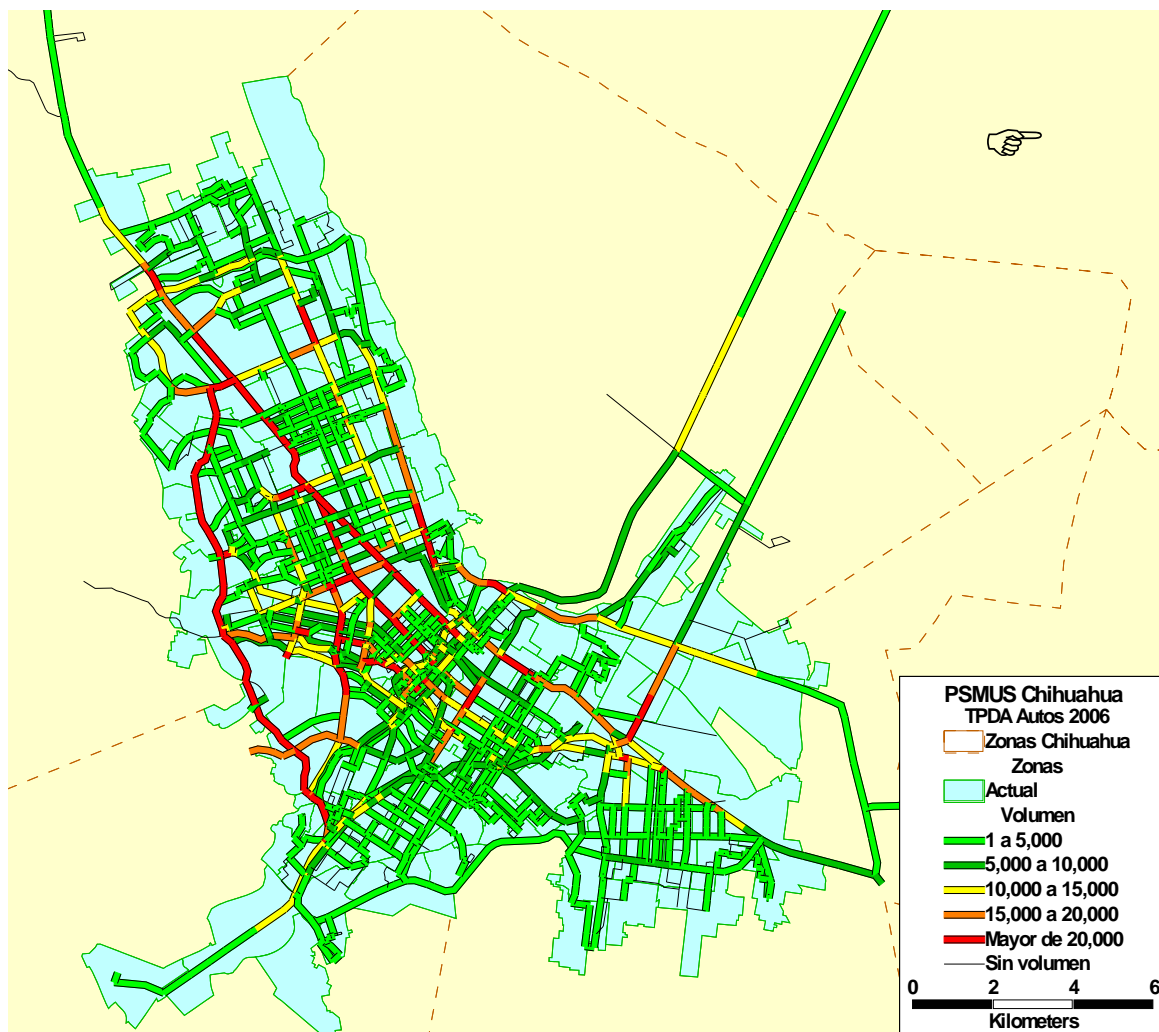 PSMUS Chihuahua
TPDA Autos 2006
Zonas Chihuahua
Zonas
Actual
Volumen
1 a 5,000
5,000 a 10,000
10,000 a 15,000
15,000 a 20,000
Mayor de 20,000
Sin volumen
0 2 4 6
Kilometers